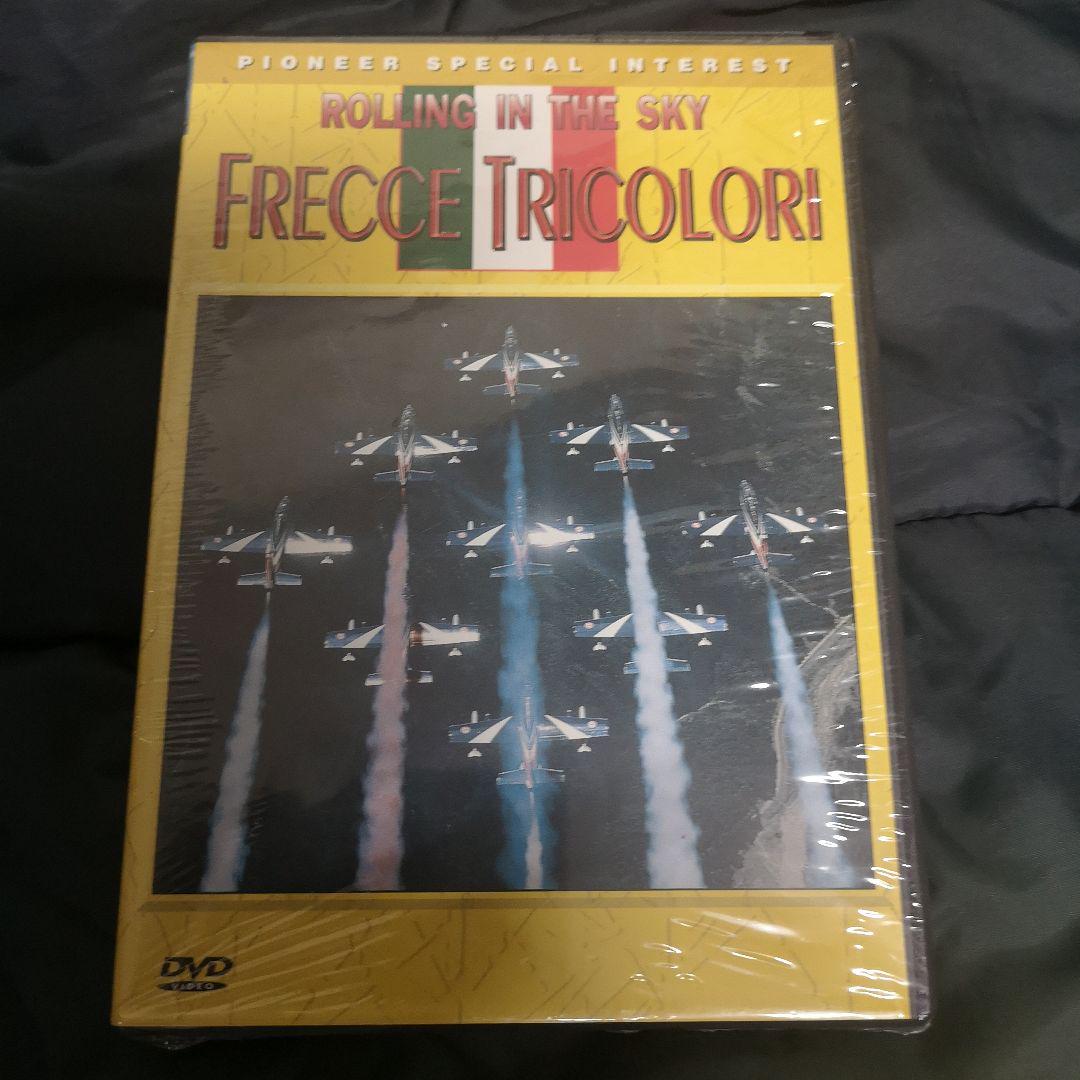 PIONEER SPECIAL INTEREST
ROLLING IN THE SKY
FRECCE TRICOLORI
DVD
VIDEO